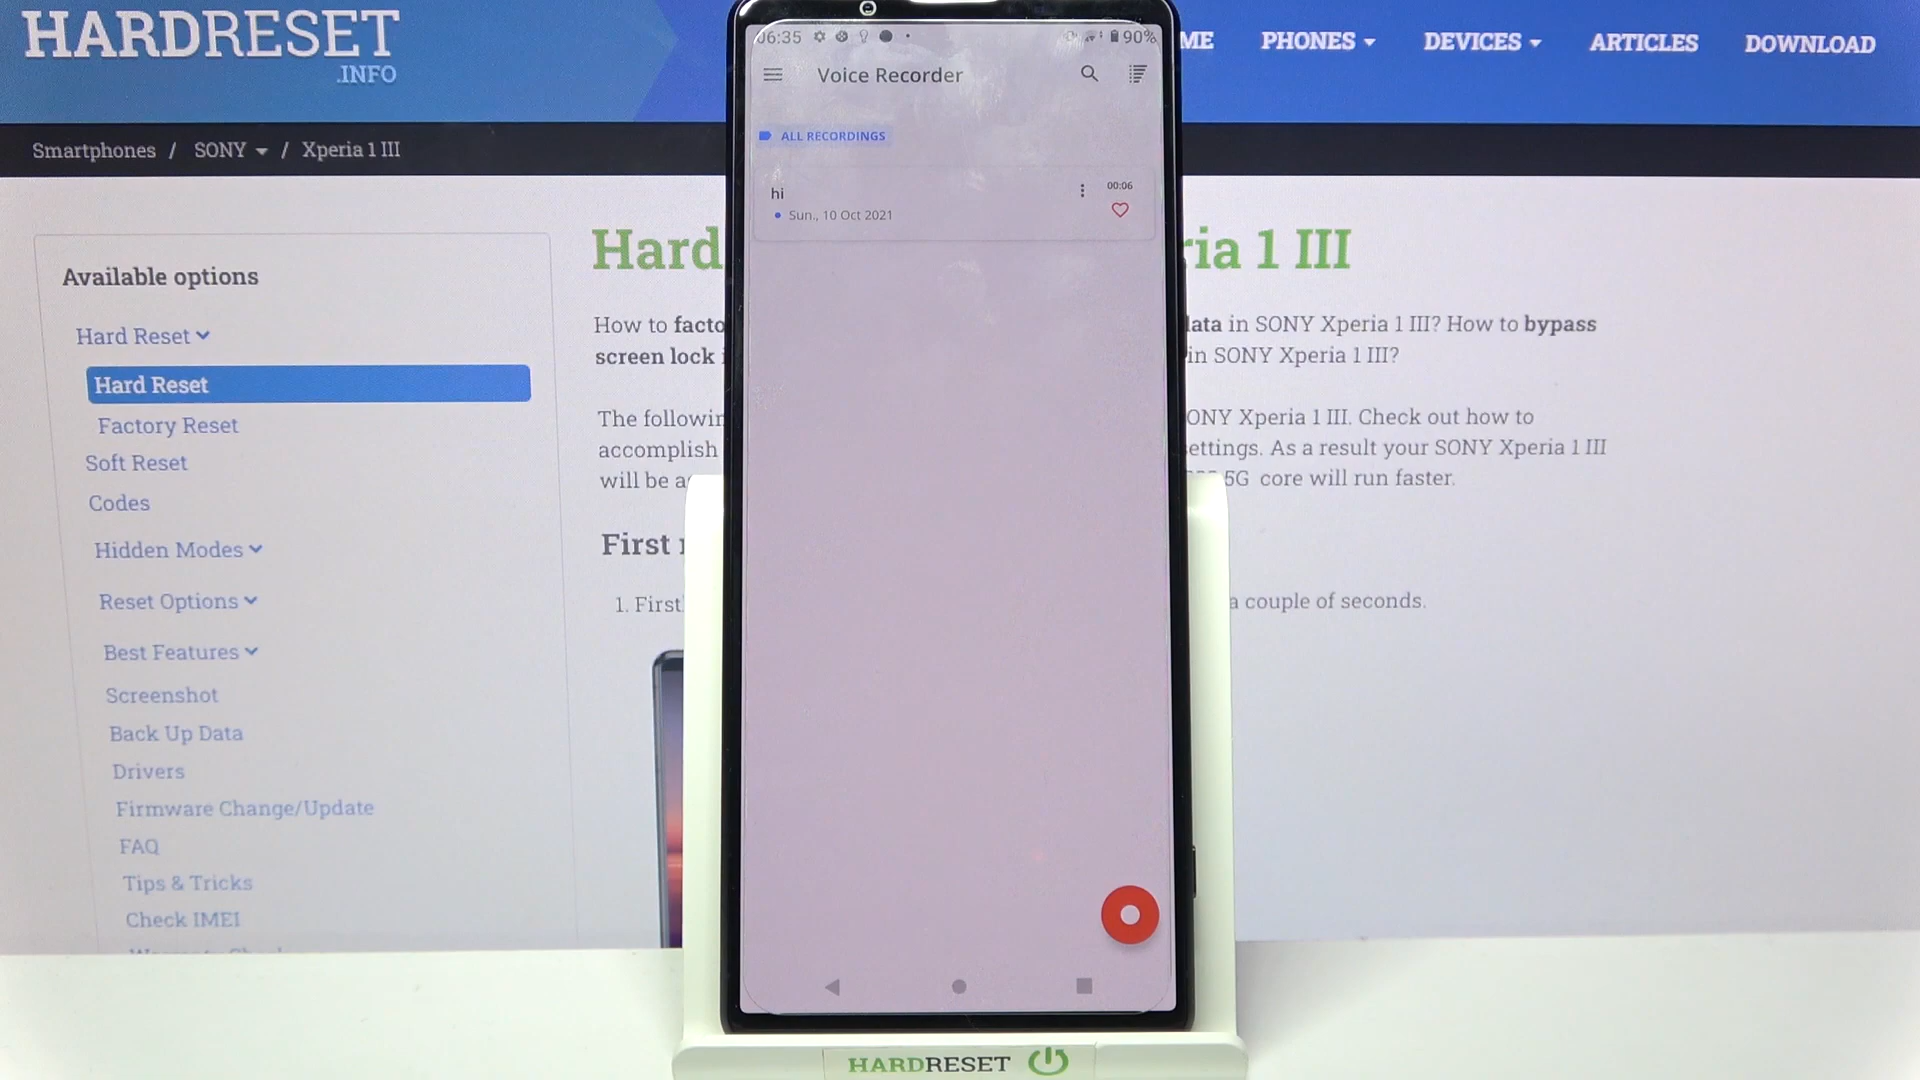 HARDRESET
.INFO
ME PHONES DEVICES ARTICLES DOWNLOAD
Smartphones / SONY / Xperia 1 III
06:35 90%
Voice Recorder
ALL RECORDINGS
hi 00:06
Sun., 10 Oct 2021
Available options
Hard Reset
Hard Reset
Factory Reset
Soft Reset
Codes
Hidden Modes
Reset Options
Best Features
Screenshot
Back Up Data
Drivers
Firmware Change/Update
FAQ
Tips & Tricks
Check IMEI
Hard ria 1 III
How to facto data in SONY Xperia 1 III? How to bypass
screen lock in SONY Xperia 1 III?
The followin SONY Xperia 1 III. Check out how to
accomplish settings. As a result your SONY Xperia 1 III
will be a 5G core will run faster.
First
1. First a couple of seconds.
HARDRESET